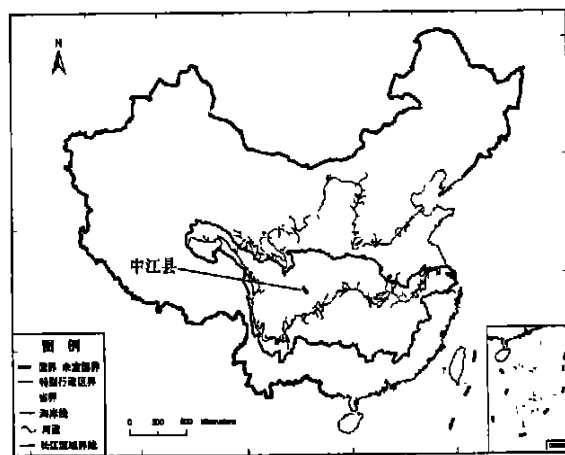 N
中江县
图 例
国界 未定国界
特别行政区界
省界
海岸线
河流
长江流域界线
0 300 600 Kilometers